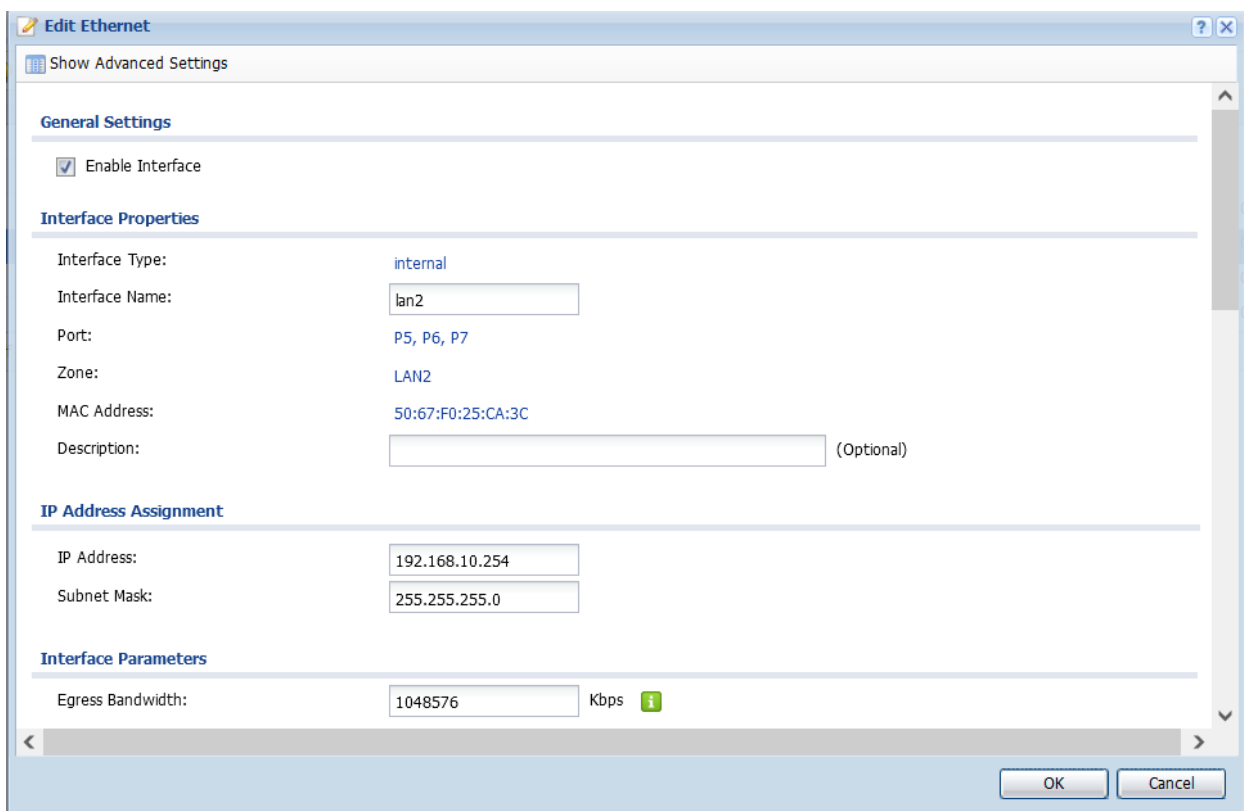 Edit Ethernet
Show Advanced Settings
General Settings
Enable Interface
Interface Properties
Interface Type: internal
Interface Name: lan2
Port: P5, P6, P7
Zone: LAN2
MAC Address: 50:67:F0:25:CA:3C
Description: (Optional)
IP Address Assignment
IP Address: 192.168.10.254
Subnet Mask: 255.255.255.0
Interface Parameters
Egress Bandwidth: 1048576 Kbps
OK Cancel